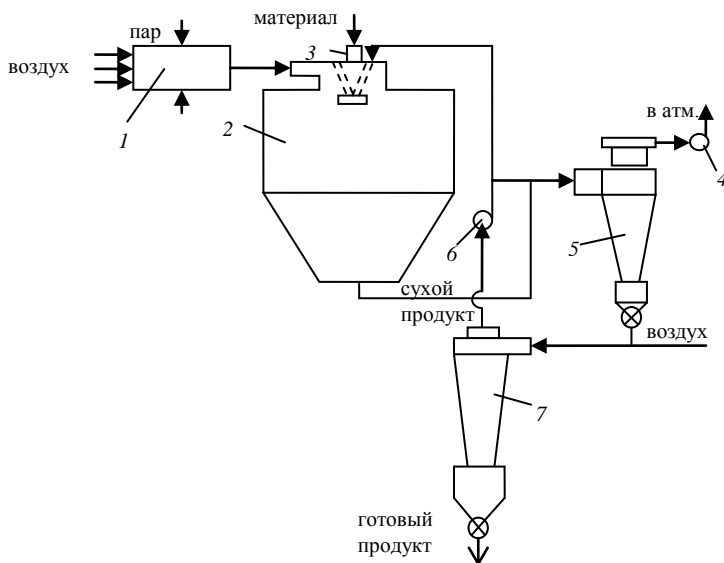 материал
пар
3
воздух
1
2
в атм.
4
5
6
сухой
продукт
воздух
7
готовый
продукт